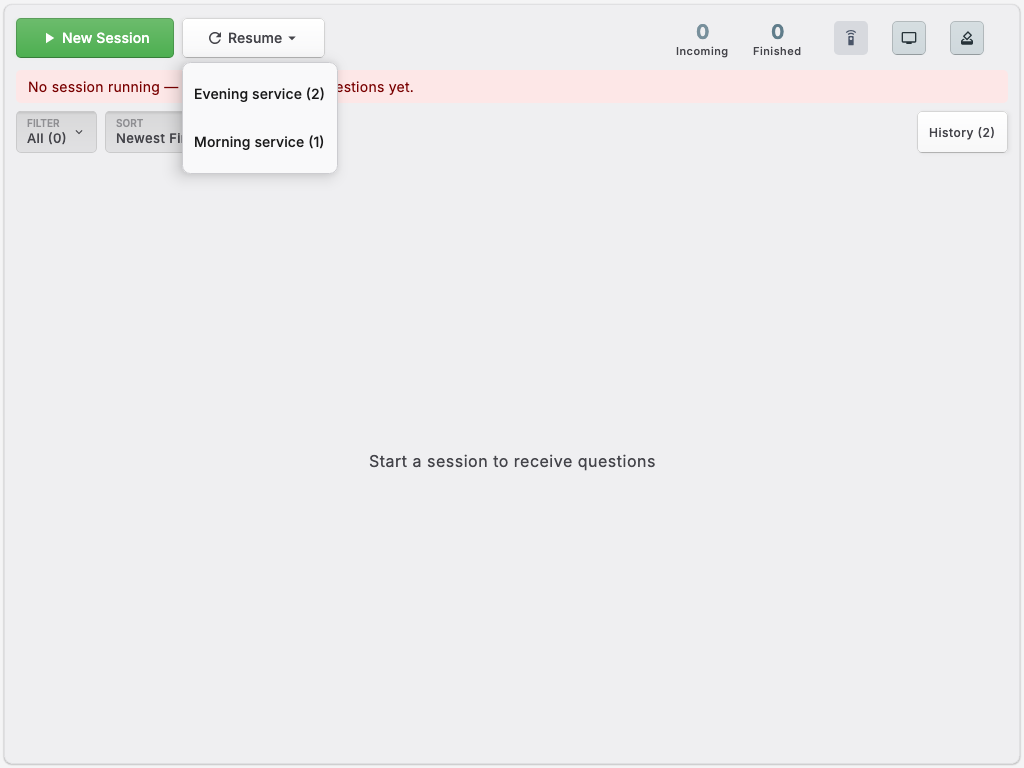 New Session
Resume
0
Incoming
0
Finished
Evening service (2)
Morning service (1)
No session running —
estions yet.
FILTER
All (0)
SORT
Newest Fi
History (2)
Start a session to receive questions